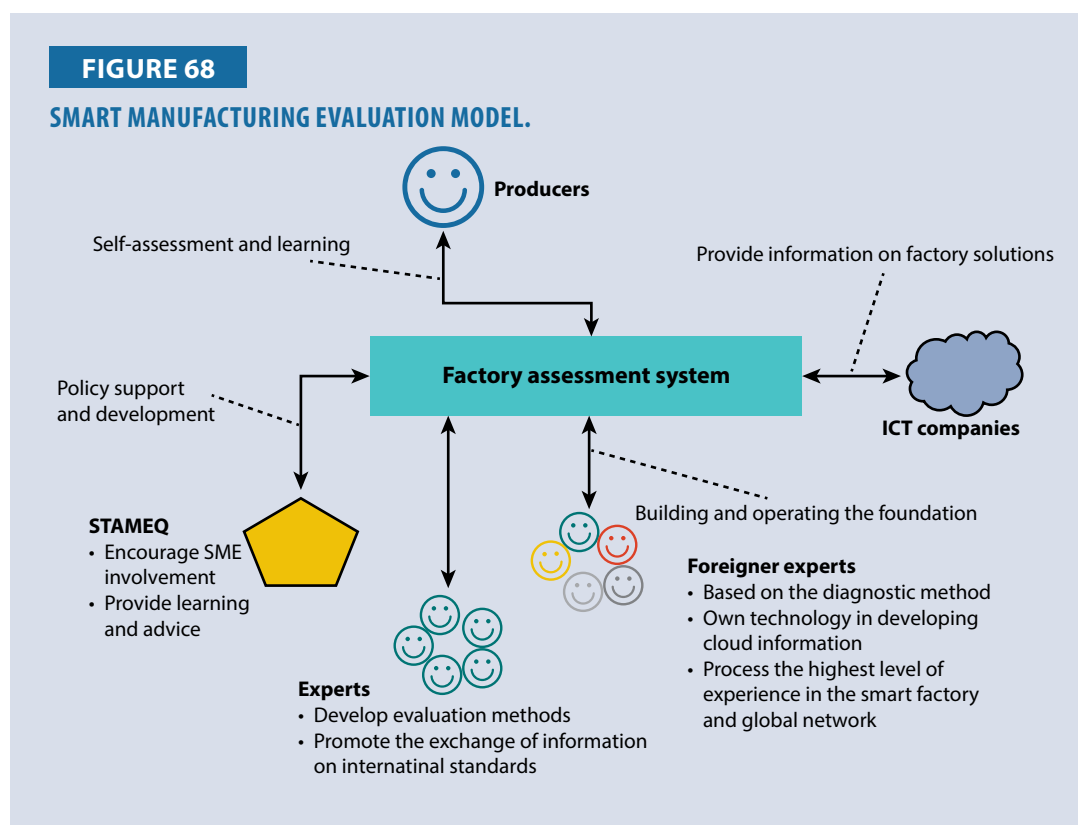 FIGURE 68
SMART MANUFACTURING EVALUATION MODEL.
Producers
Self-assessment and learning
Provide information on factory solutions
Factory assessment system
Policy support
and development
ICT companies
Building and operating the foundation
STAMEQ
• Encourage SME
involvement
• Provide learning
and advice
Experts
• Develop evaluation methods
• Promote the exchange of information
on internatinal standards
Foreigner experts
• Based on the diagnostic method
• Own technology in developing
cloud information
• Process the highest level of
experience in the smart factory
and global network